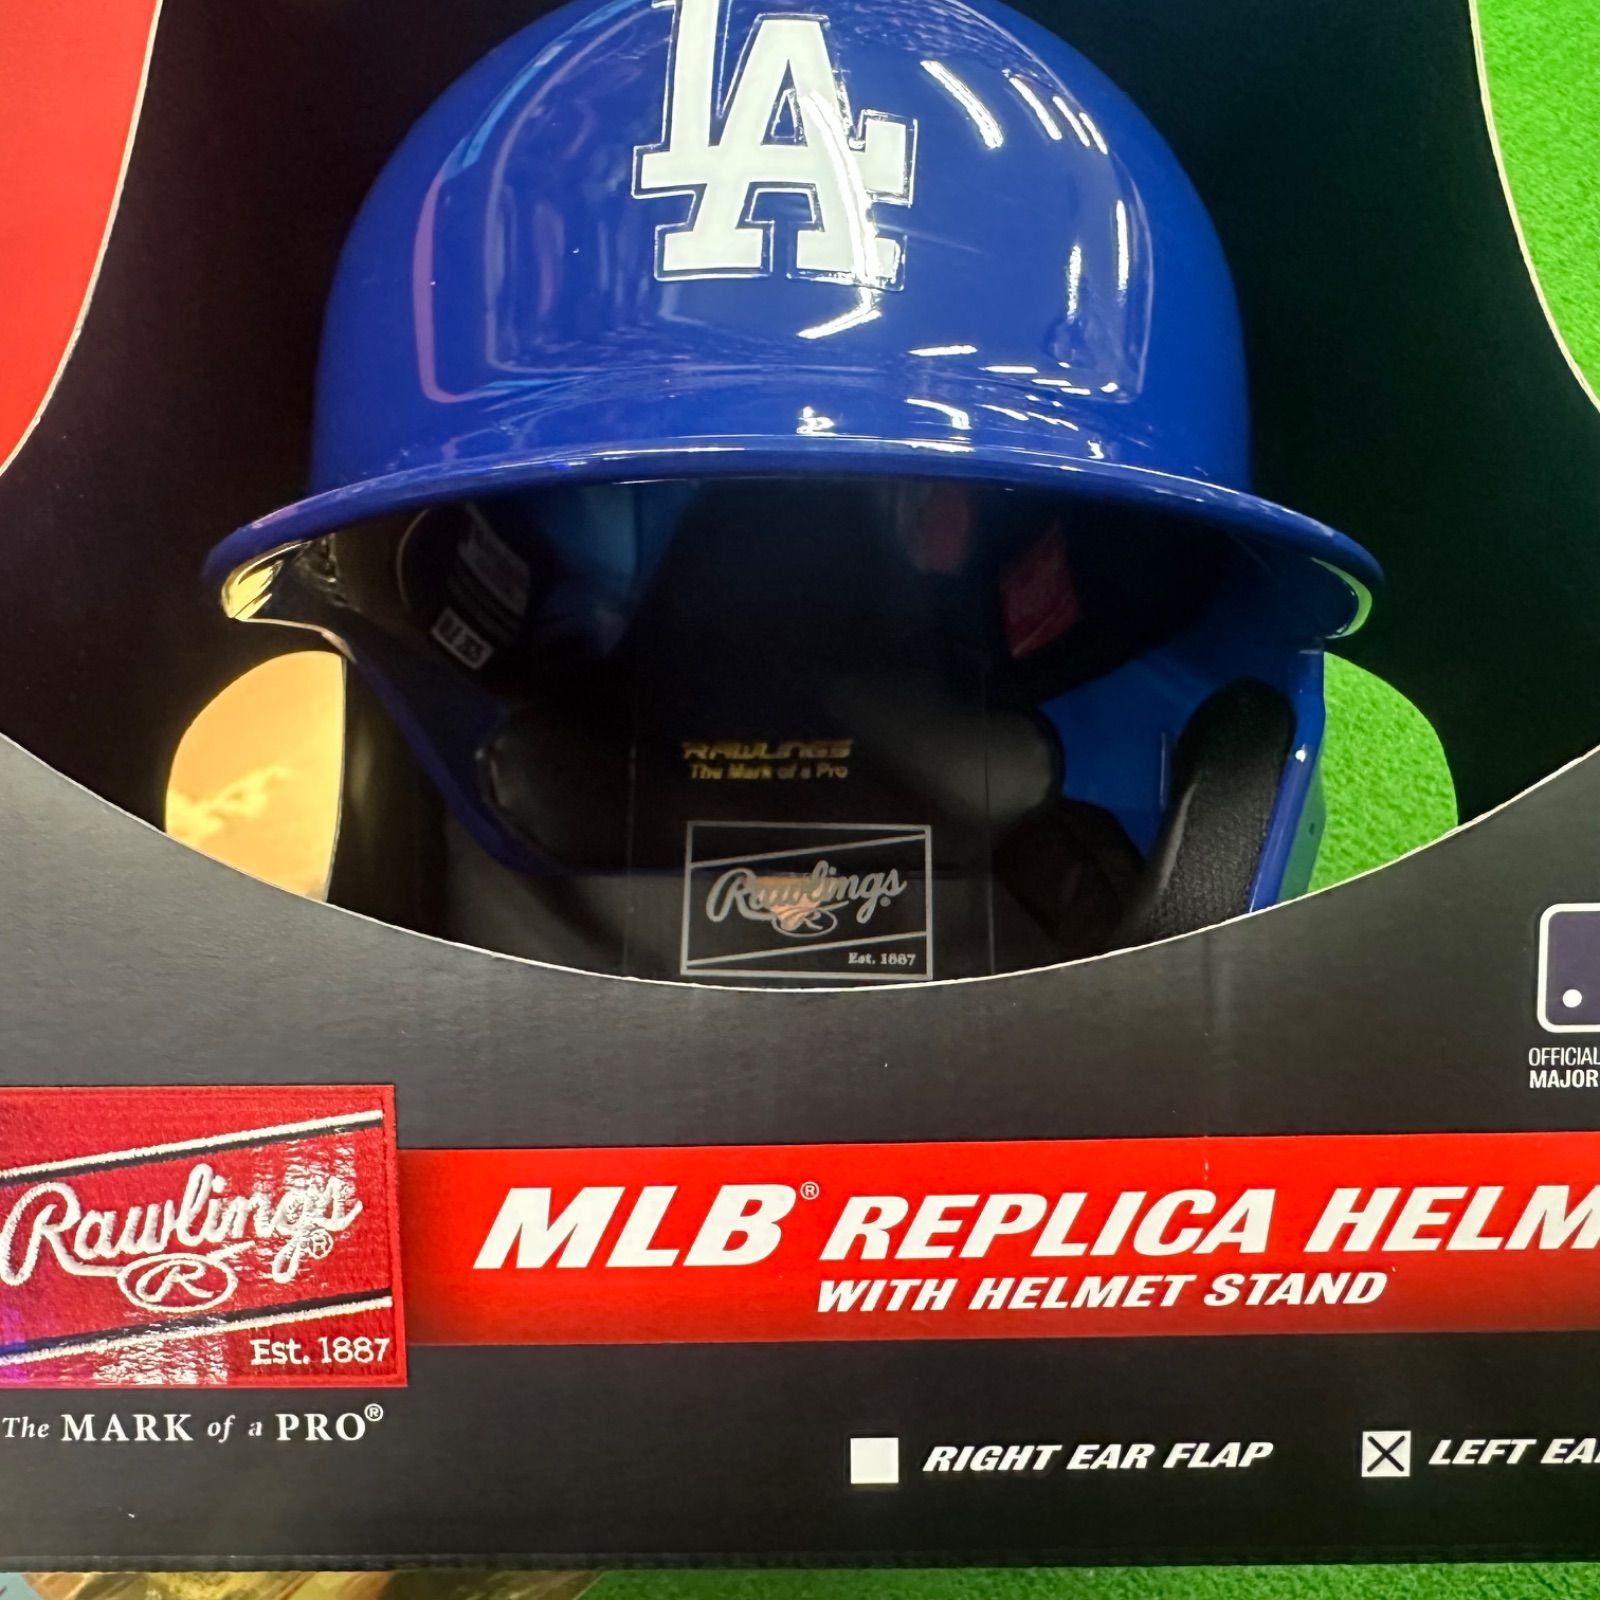 LA
RAWLINGS
The Mark of a Pro
Rawlings®
R
Est. 1887
OFFICIAL
MAJOR
Rawlings®
R
Est. 1887
The MARK of a PRO®
MLB® REPLICA HELM
WITH HELMET STAND
RIGHT EAR FLAP
LEFT EA